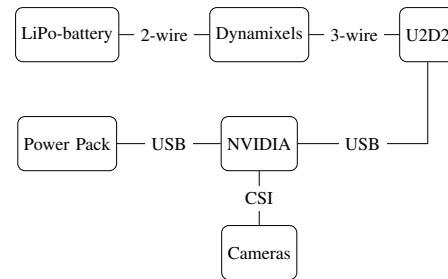 LiPo-battery 2-wire Dynamixels 3-wire U2D2
Power Pack USB NVIDIA USB
CSI
Cameras